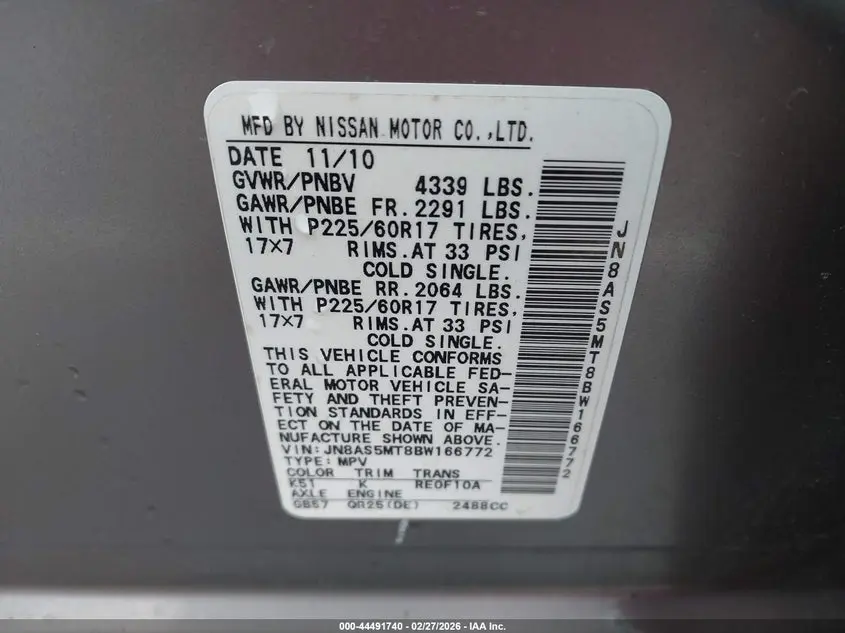 MFD BY NISSAN MOTOR CO.,LTD.
DATE 11/10
GVWR/PNBV 4339 LBS.
GAWR/PNBE FR. 2291 LBS.
WITH P225/60R17 TIRES,
17×7 RIMS.AT 33 PSI
COLD SINGLE.
GAWR/PNBE RR. 2064 LBS.
WITH P225/60R17 TIRES,
17×7 RIMS.AT 33 PSI
COLD SINGLE.
THIS VEHICLE CONFORMS
TO ALL APPLICABLE FED-
ERAL MOTOR VEHICLE SA-
FETY AND THEFT PREVEN-
TION STANDARDS IN EFF-
ECT ON THE DATE OF MA-
NUFACTURE SHOWN ABOVE.
VIN: JN8AS5MT8BW166772
TYPE: MPV
COLOR TRIM TRANS
K51 K RE0F10A
AXLE ENGINE
GB57 QR25(DE) 2488CC
JN8AS5MT8BW166772
000-44491740 — 02/27/2026 — IAA Inc.